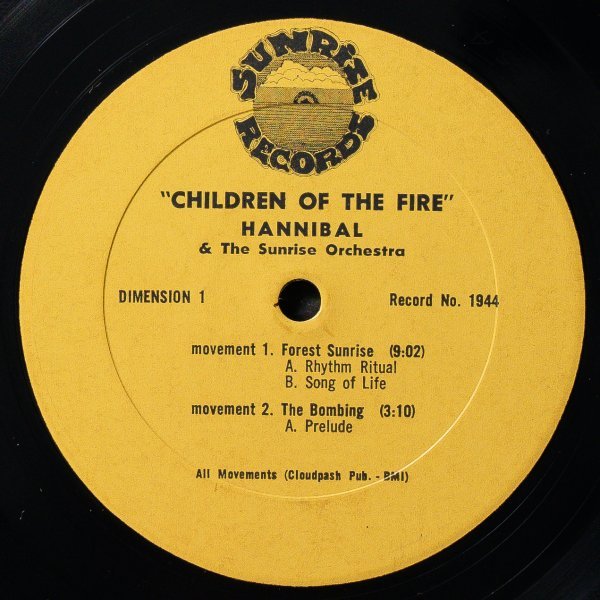 SUNRISE
RECORDS
"CHILDREN OF THE FIRE"
HANNIBAL
& The Sunrise Orchestra
DIMENSION 1 Record No. 1944
movement 1. Forest Sunrise (9:02)
A. Rhythm Ritual
B. Song of Life
movement 2. The Bombing (3:10)
A. Prelude
All Movements (Cloudpash Pub. - BMI)